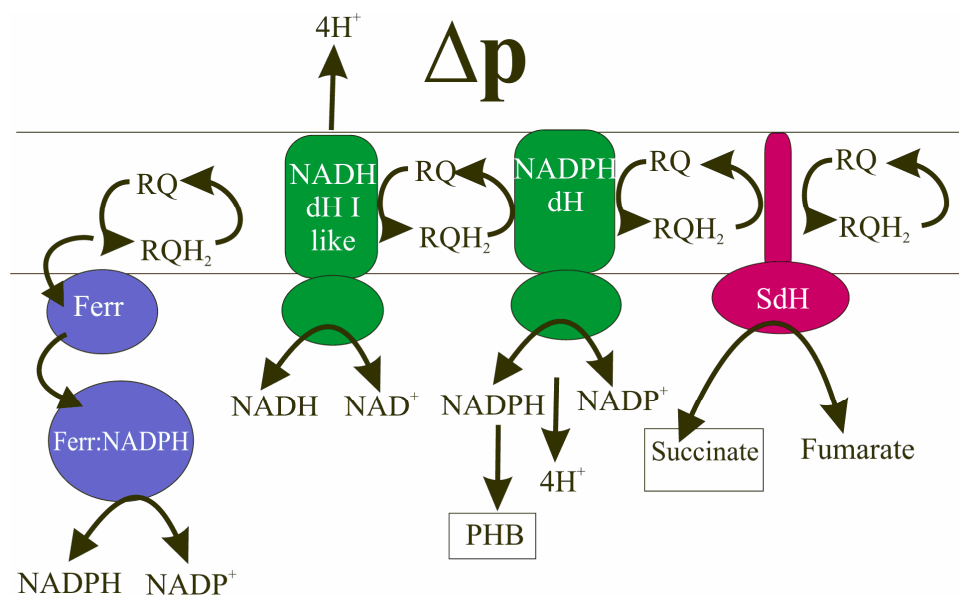 4H⁺
Δp
NADH
dH I
like
NADPH
dH
RQ
RQH₂
RQ
RQH₂
RQ
RQH₂
RQ
RQH₂
Ferr
SdH
NADH
NAD⁺
NADPH
NADP⁺
Ferr:NADPH
Succinate
Fumarate
4H⁺
PHB
NADPH
NADP⁺